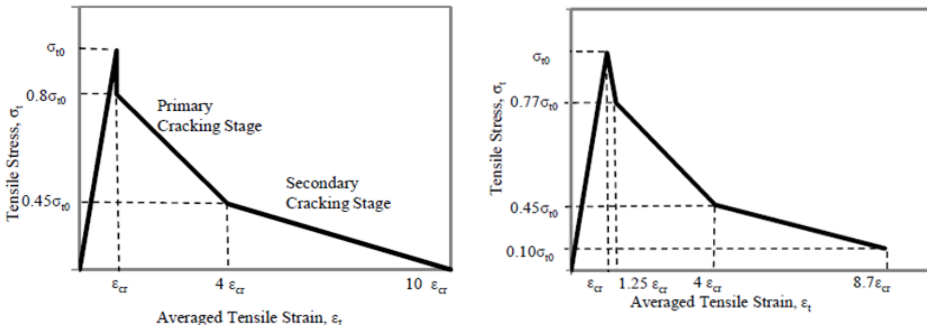 Tensile Stress, σt
σt0
0.8σt0
0.45σt0
Primary
Cracking Stage
Secondary
Cracking Stage
εcr
4 εcr
10 εcr
Averaged Tensile Strain, εt
Tensile Stress, σt
σt0
0.77σt0
0.45σt0
0.10σt0
εcr
1.25 εcr
4 εcr
8.7εcr
Averaged Tensile Strain, εt